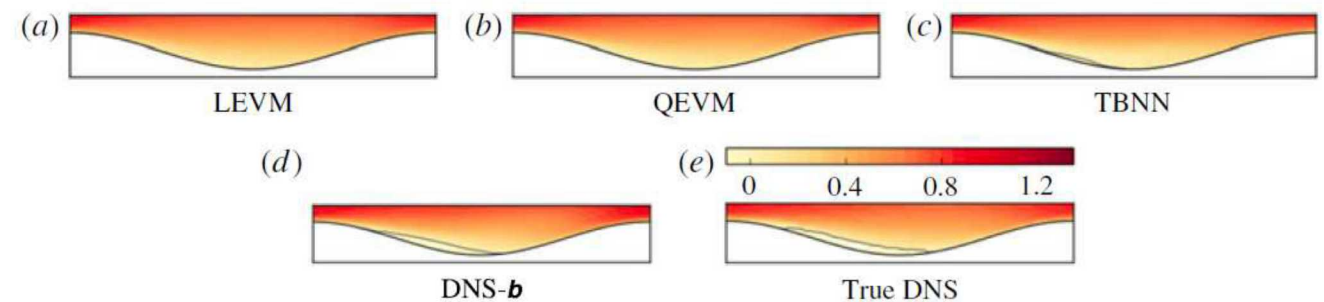 (a)
LEVM
(b)
QEVM
(c)
TBNN
(d)
DNS-b
(e)
0 0.4 0.8 1.2
True DNS